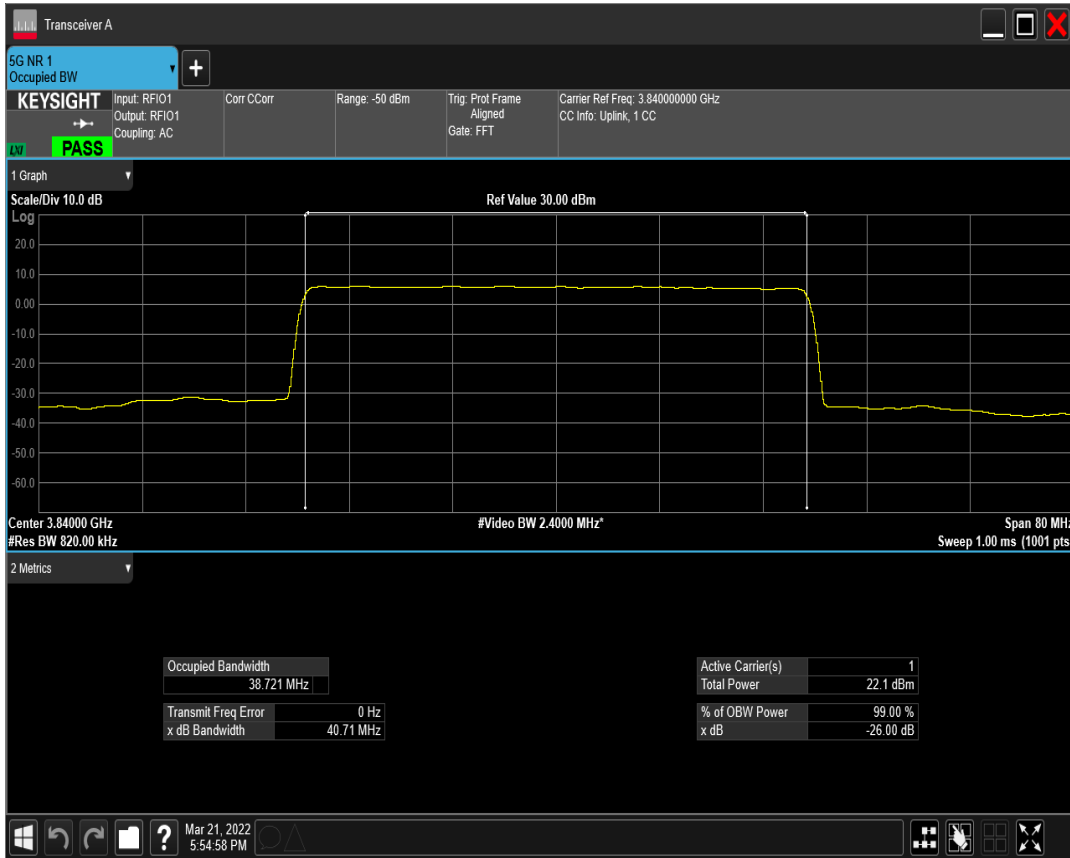 Transceiver A
5G NR 1
Occupied BW
KEYSIGHT
LXI
PASS
Input: RFIO1
Output: RFIO1
Coupling: AC
Corr CCorr
Range: -50 dBm
Trig: Prot Frame
Aligned
Gate: FFT
Carrier Ref Freq: 3.840000000 GHz
CC Info: Uplink, 1 CC
1 Graph
Scale/Div 10.0 dB
Ref Value 30.00 dBm
Log
20.0
10.0
0.00
-10.0
-20.0
-30.0
-40.0
-50.0
-60.0
Center 3.84000 GHz
#Video BW 2.4000 MHz*
Span 80 MHz
#Res BW 820.00 kHz
Sweep 1.00 ms (1001 pts
2 Metrics
Occupied Bandwidth
38.721 MHz
Transmit Freq Error 0 Hz
x dB Bandwidth 40.71 MHz
Active Carrier(s) 1
Total Power 22.1 dBm
% of OBW Power 99.00 %
x dB -26.00 dB
Mar 21, 2022
5:54:58 PM